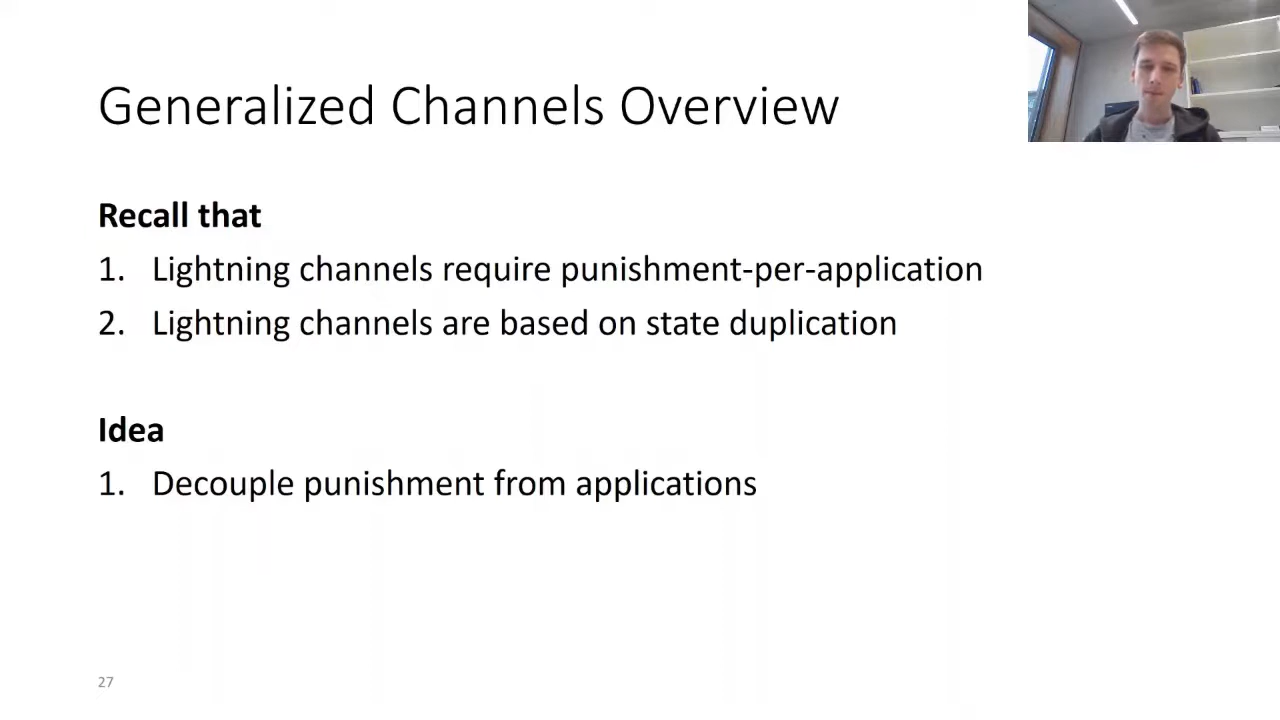 Generalized Channels Overview
Recall that
1. Lightning channels require punishment-per-application
2. Lightning channels are based on state duplication
Idea
1. Decouple punishment from applications
27